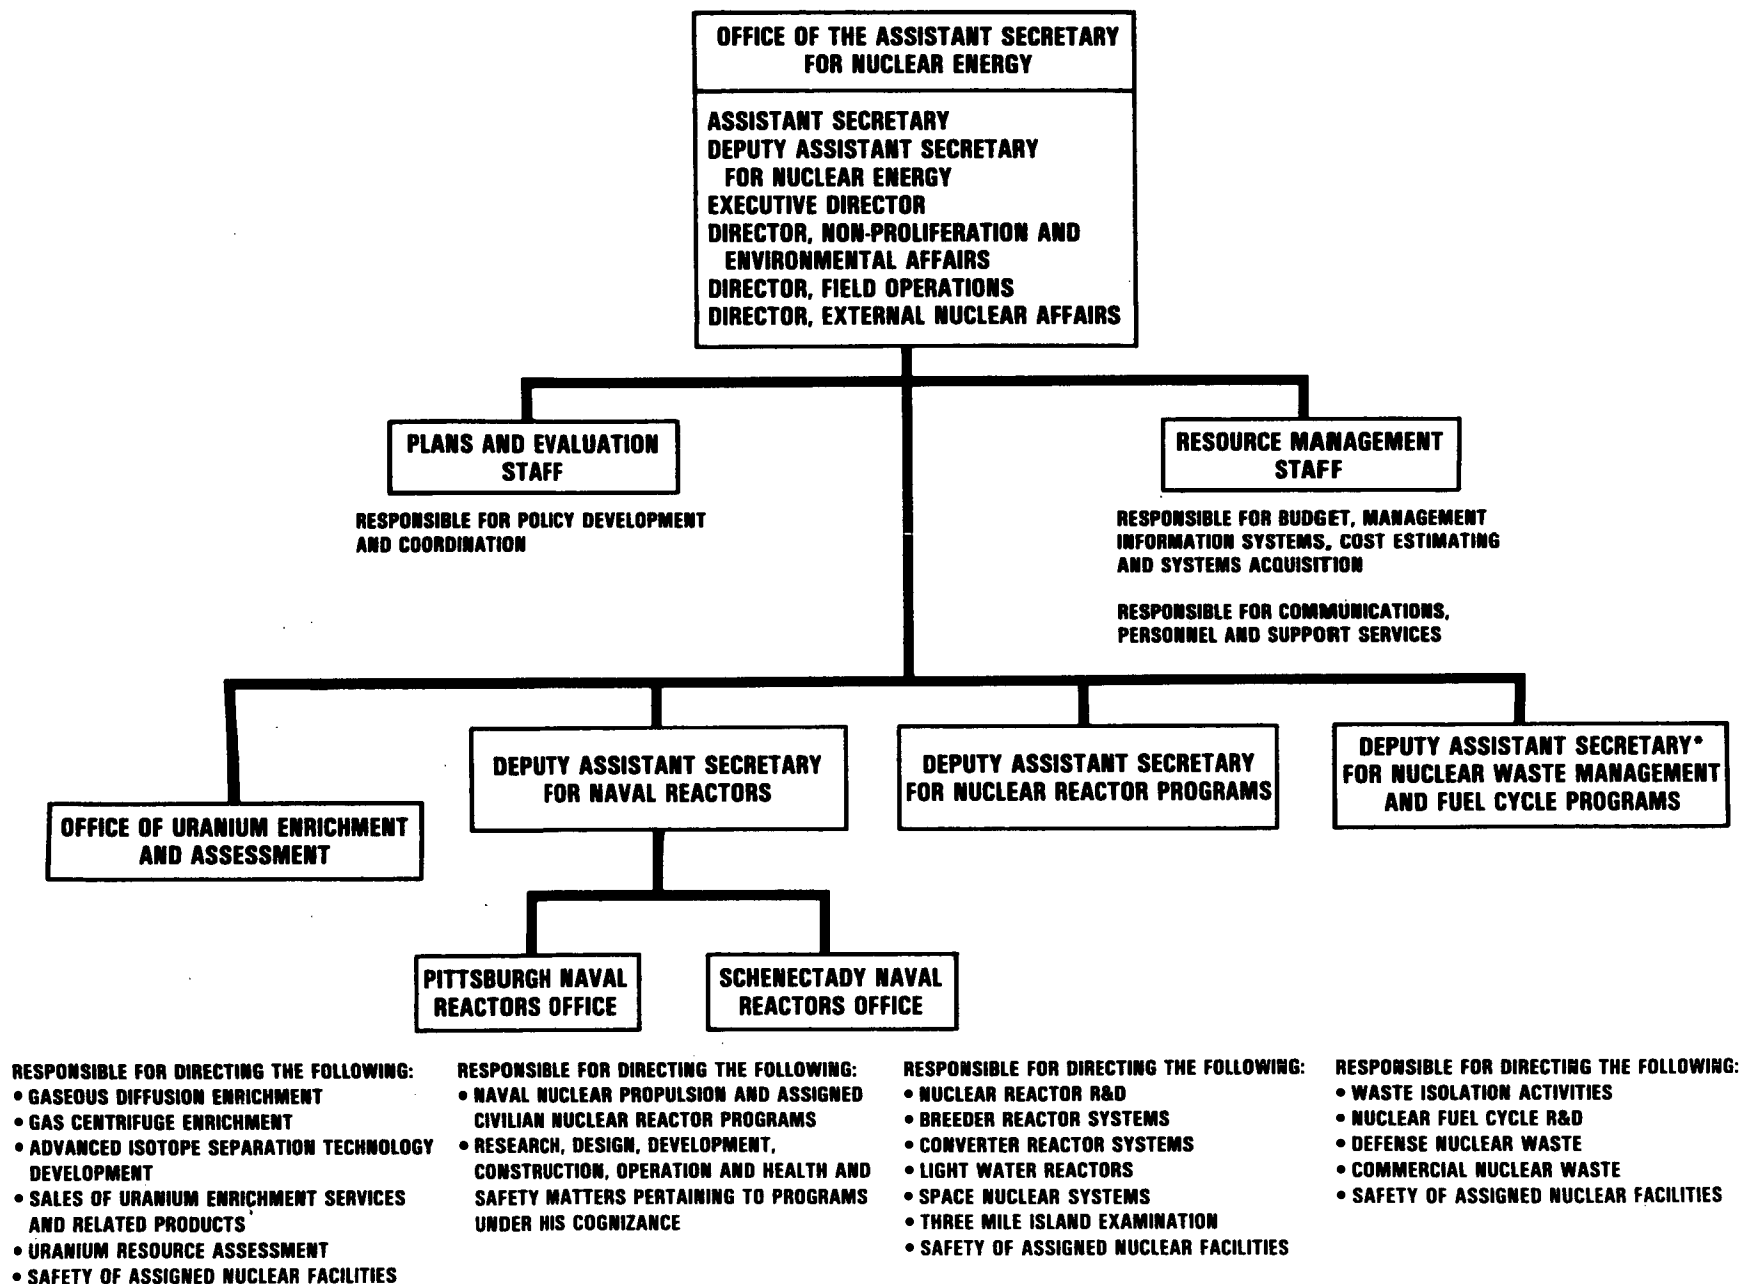 OFFICE OF THE ASSISTANT SECRETARY
FOR NUCLEAR ENERGY
ASSISTANT SECRETARY
DEPUTY ASSISTANT SECRETARY
FOR NUCLEAR ENERGY
EXECUTIVE DIRECTOR
DIRECTOR, NON-PROLIFERATION AND
ENVIRONMENTAL AFFAIRS
DIRECTOR, FIELD OPERATIONS
DIRECTOR, EXTERNAL NUCLEAR AFFAIRS
PLANS AND EVALUATION
STAFF
RESPONSIBLE FOR POLICY DEVELOPMENT
AND COORDINATION
RESOURCE MANAGEMENT
STAFF
RESPONSIBLE FOR BUDGET, MANAGEMENT
INFORMATION SYSTEMS, COST ESTIMATING
AND SYSTEMS ACQUISITION
RESPONSIBLE FOR COMMUNICATIONS,
PERSONNEL AND SUPPORT SERVICES
OFFICE OF URANIUM ENRICHMENT
AND ASSESSMENT
DEPUTY ASSISTANT SECRETARY
FOR NAVAL REACTORS
DEPUTY ASSISTANT SECRETARY
FOR NUCLEAR REACTOR PROGRAMS
DEPUTY ASSISTANT SECRETARY*
FOR NUCLEAR WASTE MANAGEMENT
AND FUEL CYCLE PROGRAMS
PITTSBURGH NAVAL
REACTORS OFFICE
SCHENECTADY NAVAL
REACTORS OFFICE
RESPONSIBLE FOR DIRECTING THE FOLLOWING:
• GASEOUS DIFFUSION ENRICHMENT
• GAS CENTRIFUGE ENRICHMENT
• ADVANCED ISOTOPE SEPARATION TECHNOLOGY
DEVELOPMENT
• SALES OF URANIUM ENRICHMENT SERVICES
AND RELATED PRODUCTS
• URANIUM RESOURCE ASSESSMENT
• SAFETY OF ASSIGNED NUCLEAR FACILITIES
RESPONSIBLE FOR DIRECTING THE FOLLOWING:
• NAVAL NUCLEAR PROPULSION AND ASSIGNED
CIVILIAN NUCLEAR REACTOR PROGRAMS
• RESEARCH, DESIGN, DEVELOPMENT,
CONSTRUCTION, OPERATION AND HEALTH AND
SAFETY MATTERS PERTAINING TO PROGRAMS
UNDER HIS COGNIZANCE
RESPONSIBLE FOR DIRECTING THE FOLLOWING:
• NUCLEAR REACTOR R&D
• BREEDER REACTOR SYSTEMS
• CONVERTER REACTOR SYSTEMS
• LIGHT WATER REACTORS
• SPACE NUCLEAR SYSTEMS
• THREE MILE ISLAND EXAMINATION
• SAFETY OF ASSIGNED NUCLEAR FACILITIES
RESPONSIBLE FOR DIRECTING THE FOLLOWING:
• WASTE ISOLATION ACTIVITIES
• NUCLEAR FUEL CYCLE R&D
• DEFENSE NUCLEAR WASTE
• COMMERCIAL NUCLEAR WASTE
• SAFETY OF ASSIGNED NUCLEAR FACILITIES